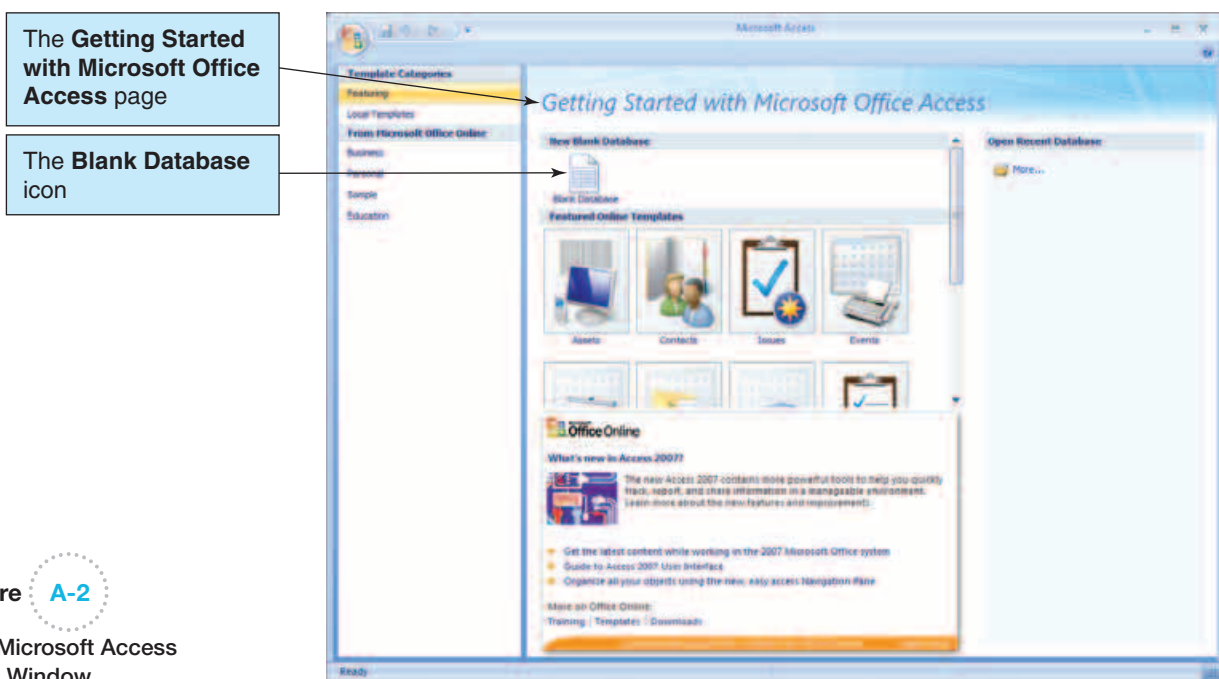 The Getting Started
with Microsoft Office
Access page
The Blank Database
icon
Microsoft Access
Template Categories
Featuring
Local Templates
From Microsoft Office Online
Business
Personal
Sample
Education
Getting Started with Microsoft Office Access
New Blank Database
Blank Database
Featured Online Templates
Assets
Contacts
Issues
Events
Open Recent Database
More...
Office Online
What's new in Access 2007?
The new Access 2007 contains more powerful tools to help you quickly
track, report, and share information in a manageable environment.
Learn more about the new features and improvements.
Get the latest content while working in the 2007 Microsoft Office system
Guide to Access 2007 User Interface
Organize all your objects using the new, easy access Navigation Pane
More on Office Online:
Training | Templates | Downloads
Ready
re A-2
Microsoft Access
Window